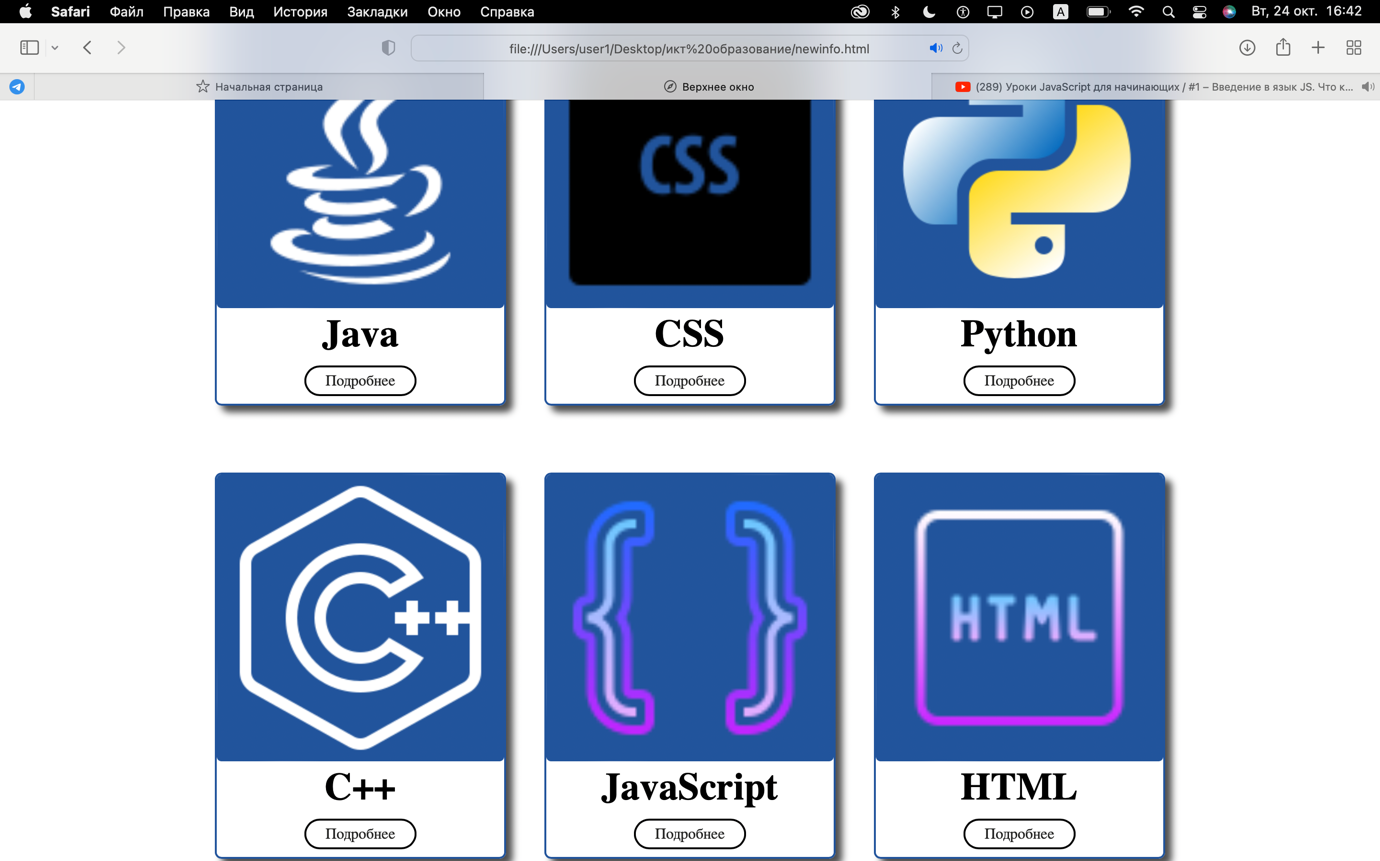 Safari Файл Правка Вид История Закладки Окно Справка A Вт, 24 окт. 16:42
file:///Users/user1/Desktop/икт%20образование/newinfo.html
Начальная страница Верхнее окно (289) Уроки JavaScript для начинающих / #1 – Введение в язык JS. Что к...
CSS
Java CSS Python
Подробнее Подробнее Подробнее
C++ HTML
C++ JavaScript HTML
Подробнее Подробнее Подробнее